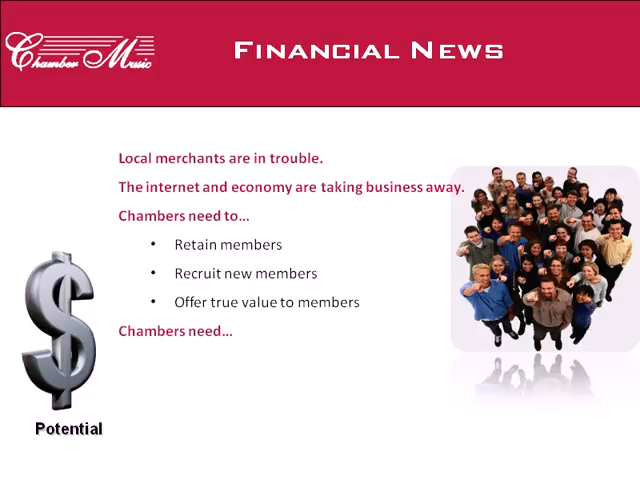 Chamber Music
Financial News
Local merchants are in trouble.
The internet and economy are taking business away.
Chambers need to…
• Retain members
• Recruit new members
• Offer true value to members
Chambers need…
Potential